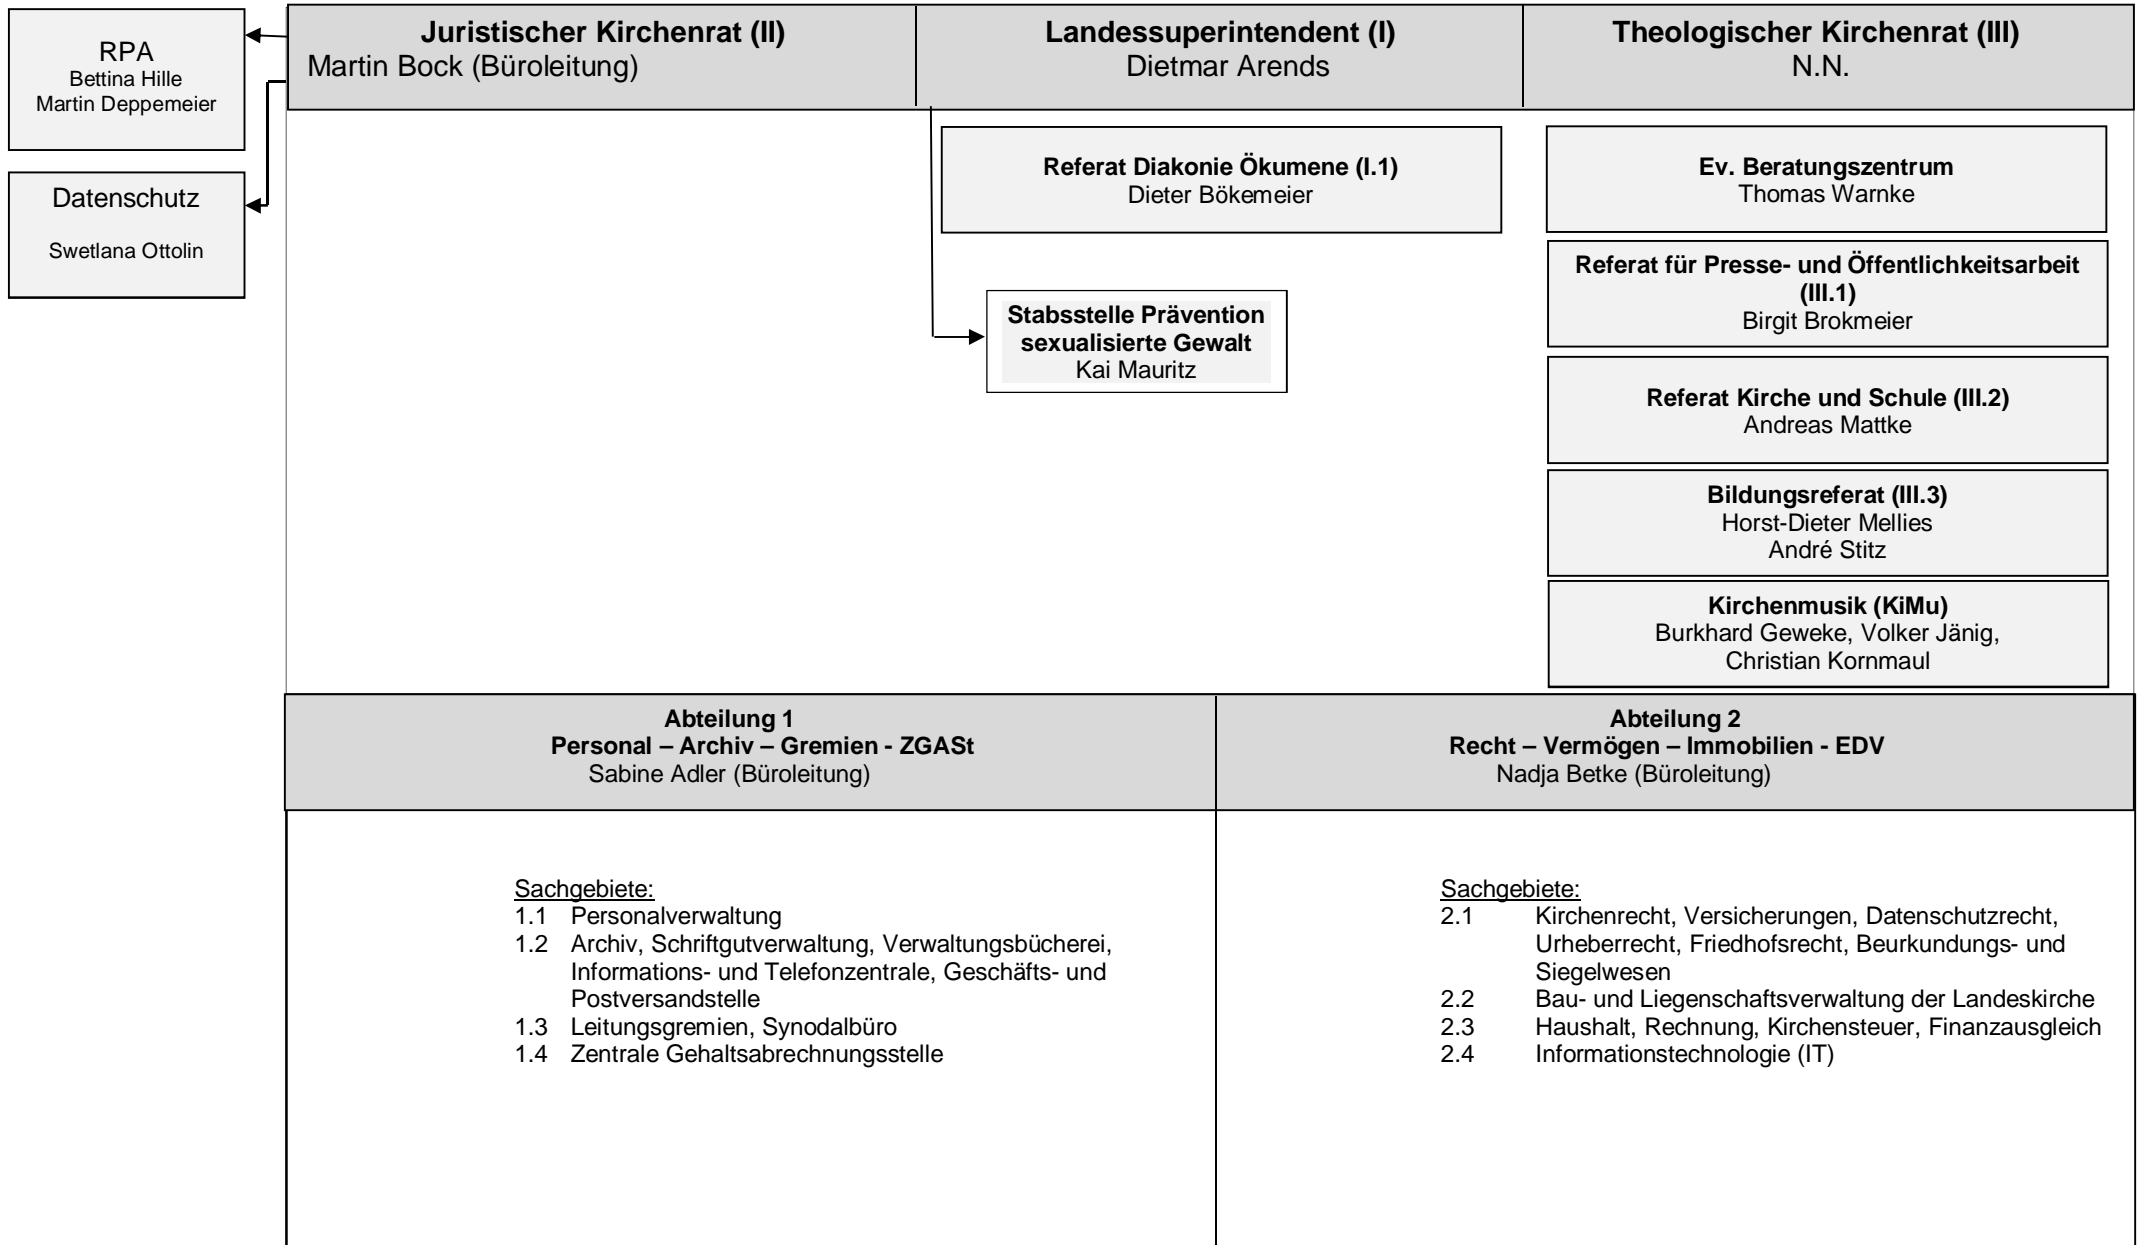 RPA
Bettina Hille
Martin Deppemeier
Datenschutz
Swetlana Ottolin
Juristischer Kirchenrat (II)
Martin Bock (Büroleitung)
Landessuperintendent (I)
Dietmar Arends
Theologischer Kirchenrat (III)
N.N.
Referat Diakonie Ökumene (I.1)
Dieter Bökemeier
Stabsstelle Prävention
sexualisierte Gewalt
Kai Mauritz
Ev. Beratungszentrum
Thomas Warnke
Referat für Presse- und Öffentlichkeitsarbeit
(III.1)
Birgit Brokmeier
Referat Kirche und Schule (III.2)
Andreas Mattke
Bildungsreferat (III.3)
Horst-Dieter Mellies
André Stitz
Kirchenmusik (KiMu)
Burkhard Geweke, Volker Jänig,
Christian Kornmaul
Abteilung 1
Personal – Archiv – Gremien - ZGASt
Sabine Adler (Büroleitung)
Abteilung 2
Recht – Vermögen – Immobilien - EDV
Nadja Betke (Büroleitung)
Sachgebiete:
1.1 Personalverwaltung
1.2 Archiv, Schriftgutverwaltung, Verwaltungsbücherei,
Informations- und Telefonzentrale, Geschäfts- und
Postversandstelle
1.3 Leitungsgremien, Synodalbüro
1.4 Zentrale Gehaltsabrechnungsstelle
Sachgebiete:
2.1 Kirchenrecht, Versicherungen, Datenschutzrecht,
Urheberrecht, Friedhofsrecht, Beurkundungs- und
Siegelwesen
2.2 Bau- und Liegenschaftsverwaltung der Landeskirche
2.3 Haushalt, Rechnung, Kirchensteuer, Finanzausgleich
2.4 Informationstechnologie (IT)